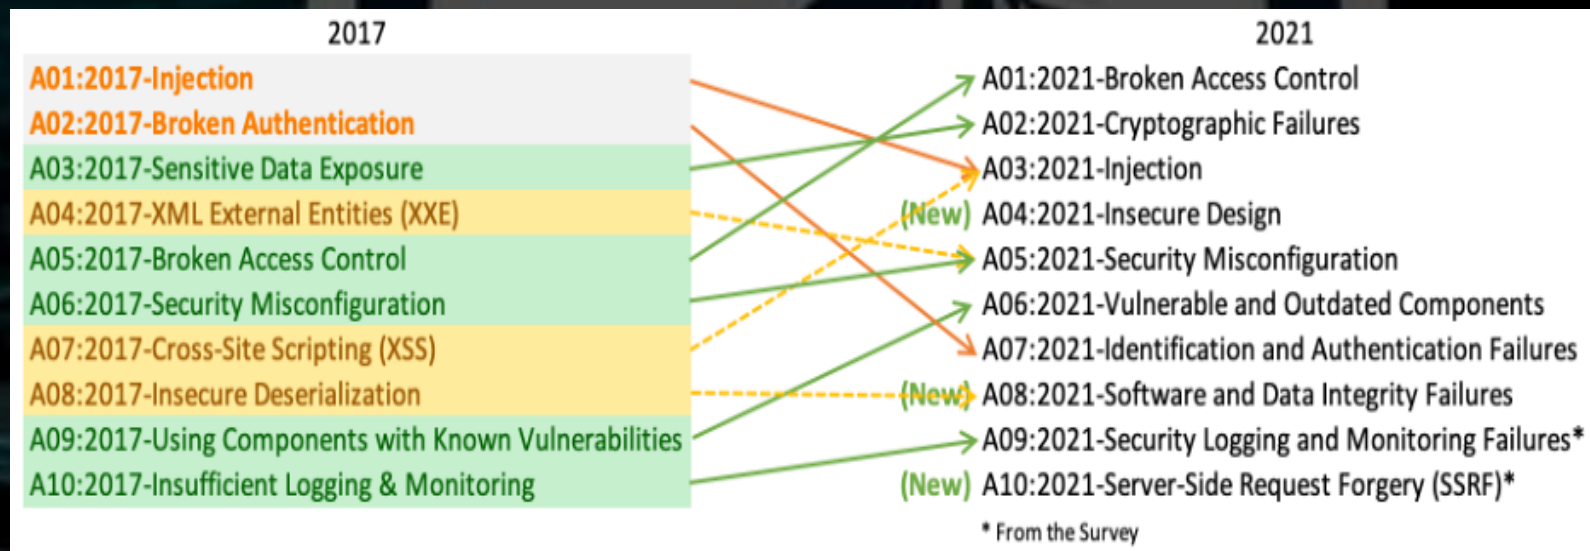 2017
A01:2017-Injection
A02:2017-Broken Authentication
A03:2017-Sensitive Data Exposure
A04:2017-XML External Entities (XXE)
A05:2017-Broken Access Control
A06:2017-Security Misconfiguration
A07:2017-Cross-Site Scripting (XSS)
A08:2017-Insecure Deserialization
A09:2017-Using Components with Known Vulnerabilities
A10:2017-Insufficient Logging & Monitoring
2021
A01:2021-Broken Access Control
A02:2021-Cryptographic Failures
A03:2021-Injection
(New) A04:2021-Insecure Design
A05:2021-Security Misconfiguration
A06:2021-Vulnerable and Outdated Components
A07:2021-Identification and Authentication Failures
(New) A08:2021-Software and Data Integrity Failures
A09:2021-Security Logging and Monitoring Failures*
(New) A10:2021-Server-Side Request Forgery (SSRF)*
* From the Survey